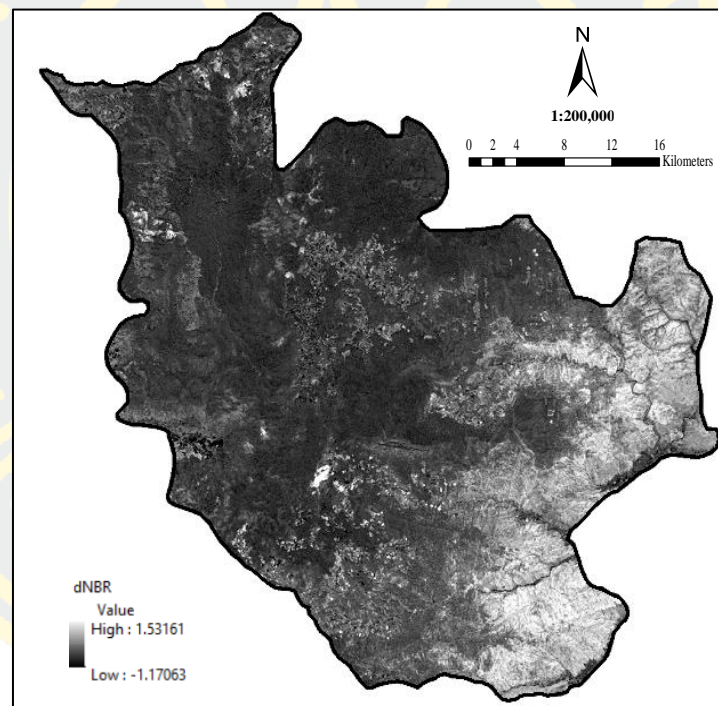 N
1:200,000
0 2 4 8 12 16
Kilometers
dNBR
Value
High : 1.53161
Low : -1.17063